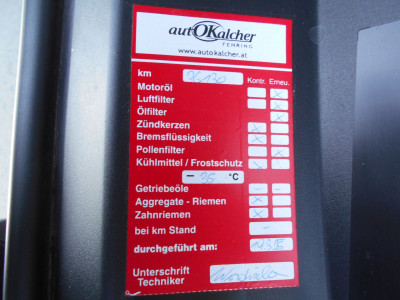 autOKalcher
FEHRING
www.autokalcher.at
km
Kontr. Erneu.
Motoröl
Luftfilter
Ölfilter
Zündkerzen
Bremsflüssigkeit
Pollenfilter
Kühlmittel / Frostschutz
- 35 °C
Getriebeöle
Aggregate - Riemen
Zahnriemen
bei km Stand
durchgeführt am:
Unterschrift
Techniker